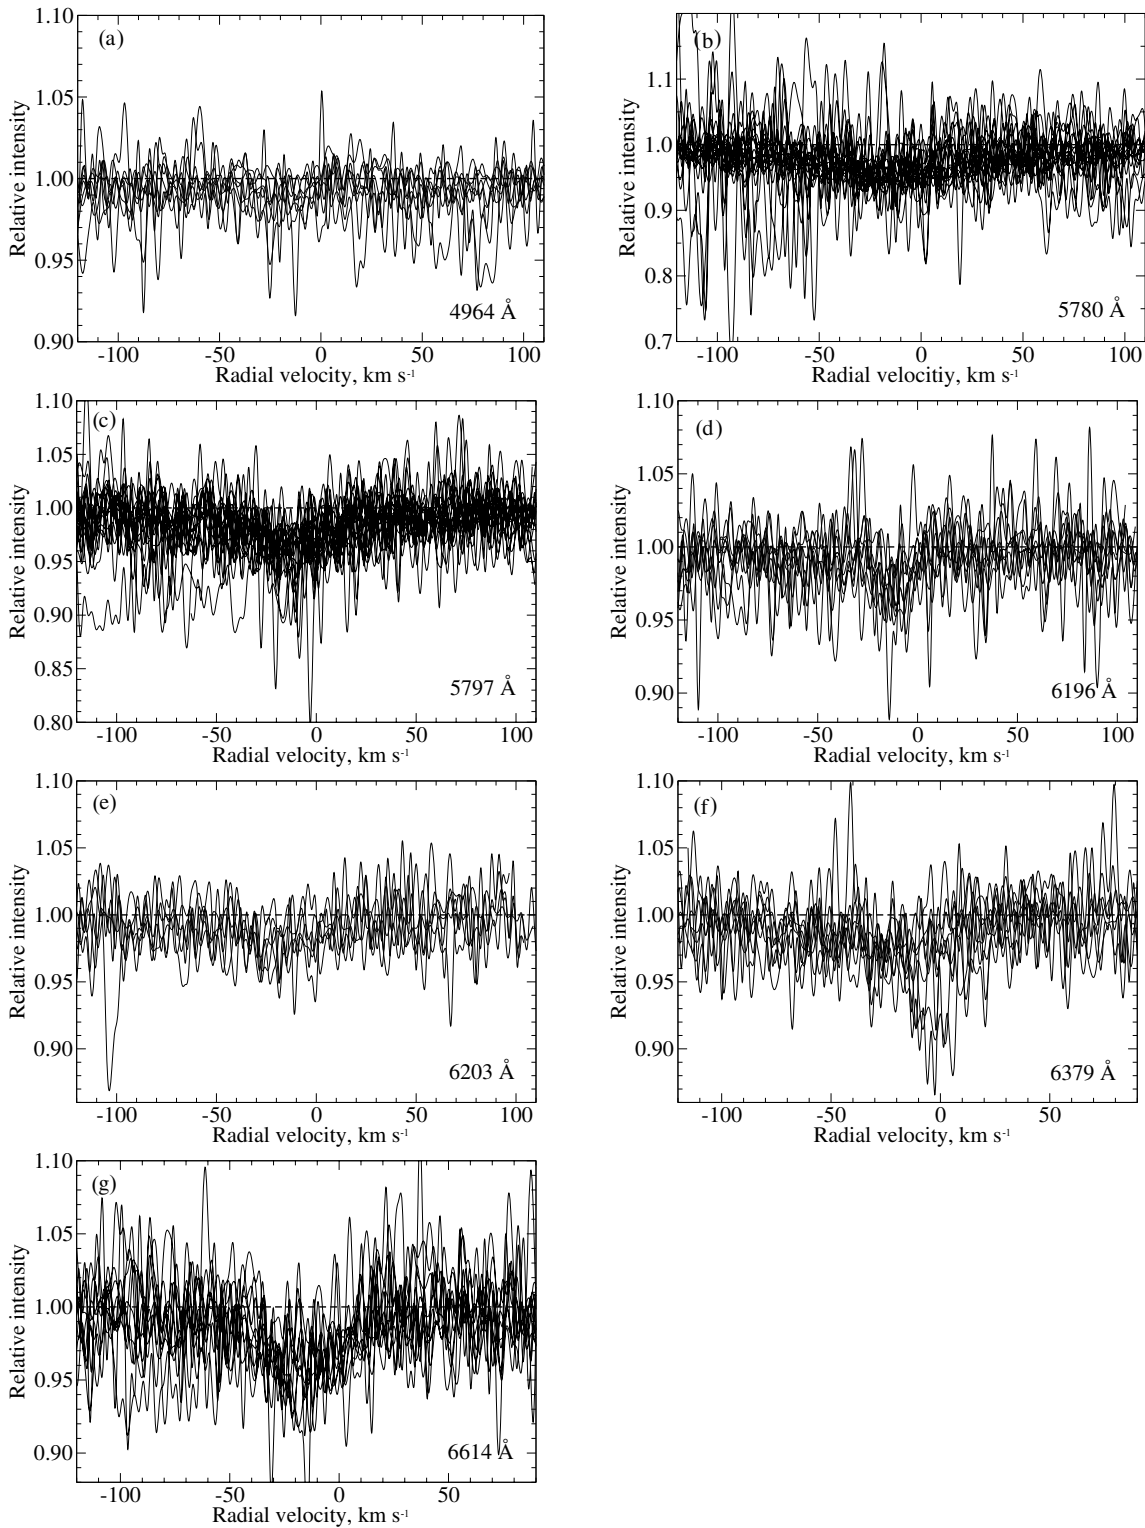 (a)
1.10
1.05
1.00
0.95
0.90
Relative intensity
4964 Å
-100 -50 0 50 100
Radial velocity, km s-1
(b)
1.1
1.0
0.9
0.8
0.7
Relative intensity
5780 Å
-100 -50 0 50 100
Radial velocitiy, km s-1
(c)
1.10
1.05
1.00
0.95
0.90
0.85
0.80
Relative intensity
5797 Å
-100 -50 0 50 100
Radial velocity, km s-1
(d)
1.10
1.05
1.00
0.95
0.90
Relative intensity
6196 Å
-100 -50 0 50 100
Radial velocity, km s-1
(e)
1.10
1.05
1.00
0.95
0.90
Relative intensity
6203 Å
-100 -50 0 50 100
Radial velocity, km s-1
(f)
1.10
1.05
1.00
0.95
0.90
Relative intensity
6379 Å
-100 -50 0 50
Radial velocity, km s-1
(g)
1.10
1.05
1.00
0.95
0.90
Relative intensity
6614 Å
-100 -50 0 50
Radial velocity, km s-1